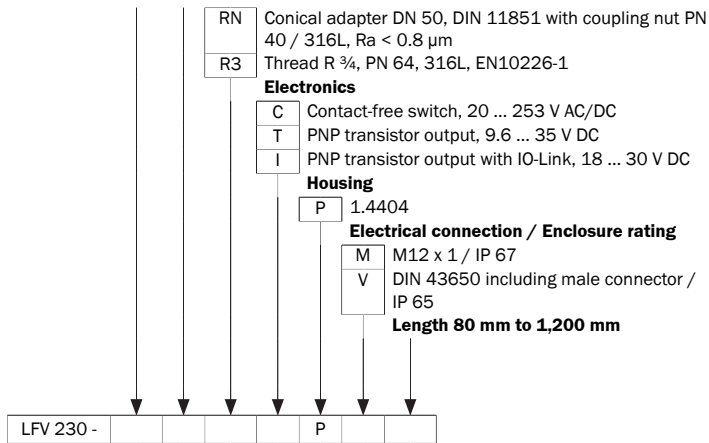 RN Conical adapter DN 50, DIN 11851 with coupling nut PN
40 / 316L, Ra < 0.8 µm
R3 Thread R ¾, PN 64, 316L, EN10226-1
Electronics
C Contact-free switch, 20 ... 253 V AC/DC
T PNP transistor output, 9.6 ... 35 V DC
I PNP transistor output with IO-Link, 18 ... 30 V DC
Housing
P 1.4404
Electrical connection / Enclosure rating
M M12 x 1 / IP 67
V DIN 43650 including male connector /
IP 65
Length 80 mm to 1,200 mm
LFV 230 - P